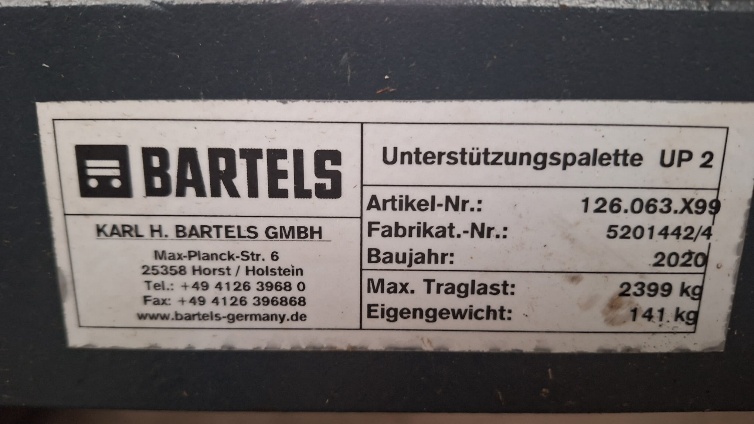 BARTELS
KARL H. BARTELS GMBH
Max-Planck-Str. 6
25358 Horst / Holstein
Tel.: +49 4126 3968 0
Fax: +49 4126 396868
www.bartels-germany.de
Unterstützungspalette UP 2
Artikel-Nr.: 126.063.X99
Fabrikat.-Nr.: 5201442/4
Baujahr: 2020
Max. Traglast: 2399 kg
Eigengewicht: 141 kg